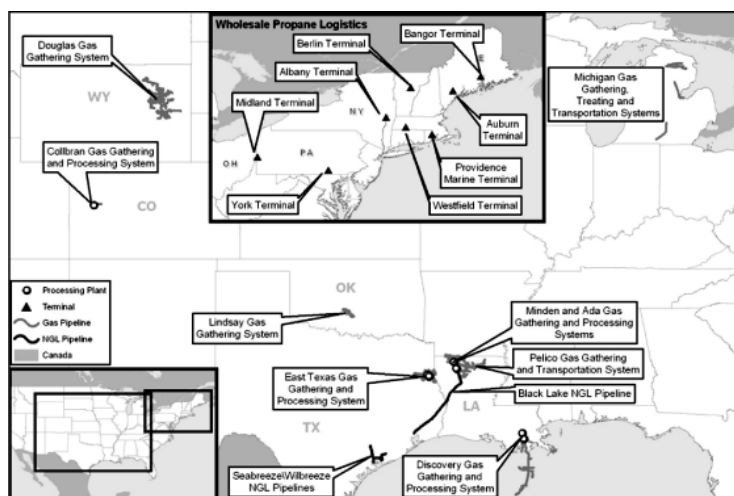 Wholesale Propane Logistics
Berlin Terminal
Bangor Terminal
Albany Terminal
Midland Terminal
Auburn
Terminal
Providence
Marine Terminal
York Terminal
Westfield Terminal
E
NY
PA
OH
Douglas Gas
Gathering System
WY
Michigan Gas
Gathering,
Treating and
Transportation Systems
Collbran Gas Gathering
and Processing System
CO
OK
Processing Plant
Terminal
Gas Pipeline
NGL Pipeline
Canada
Lindsay Gas
Gathering System
Minden and Ada Gas
Gathering and Processing
Systems
Pelico Gas Gathering
and Transportation System
East Texas Gas
Gathering and
Processing System
Black Lake NGL Pipeline
LA
TX
Seabreeze\Wilbreeze
NGL Pipelines
Discovery Gas
Gathering and
Processing System